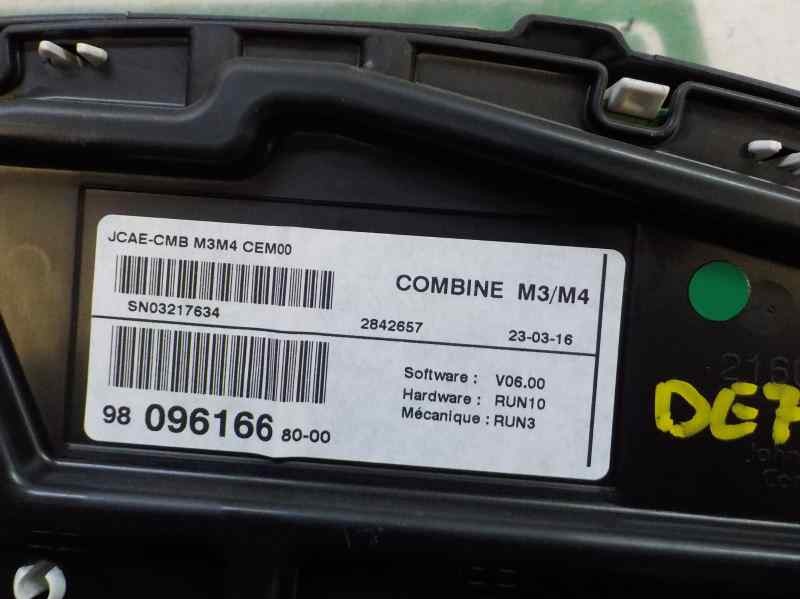 JCAE-CMB M3M4 CEM00
COMBINE M3/M4
SN03217634
2842657
23-03-16
Software : V06.00
Hardware : RUN10
Mécanique : RUN3
98 096166 80-00